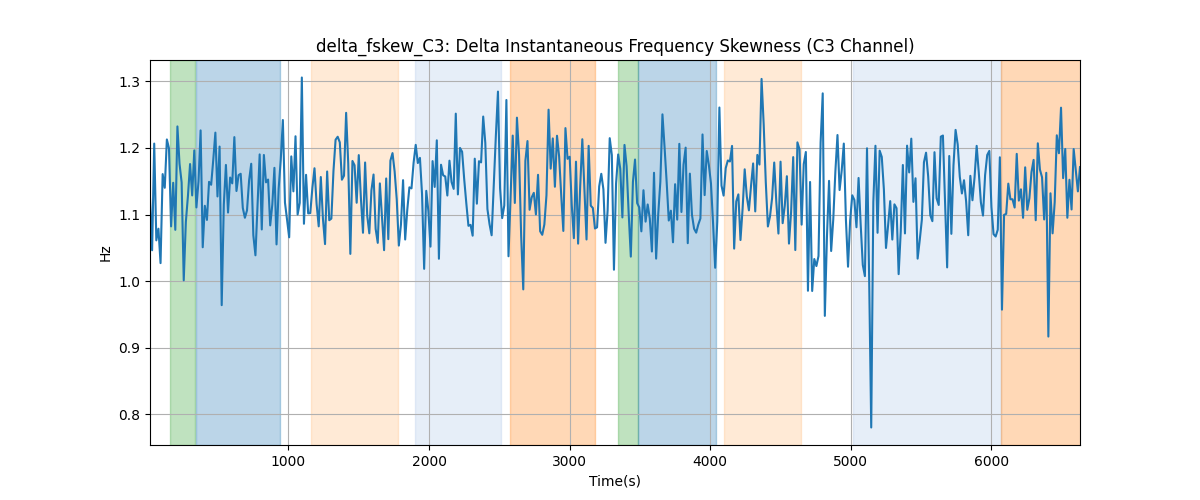 delta_fskew_C3: Delta Instantaneous Frequency Skewness (C3 Channel)
1.3
1.2
1.1
1.0
0.9
0.8
Hz
1000 2000 3000 4000 5000 6000
Time(s)